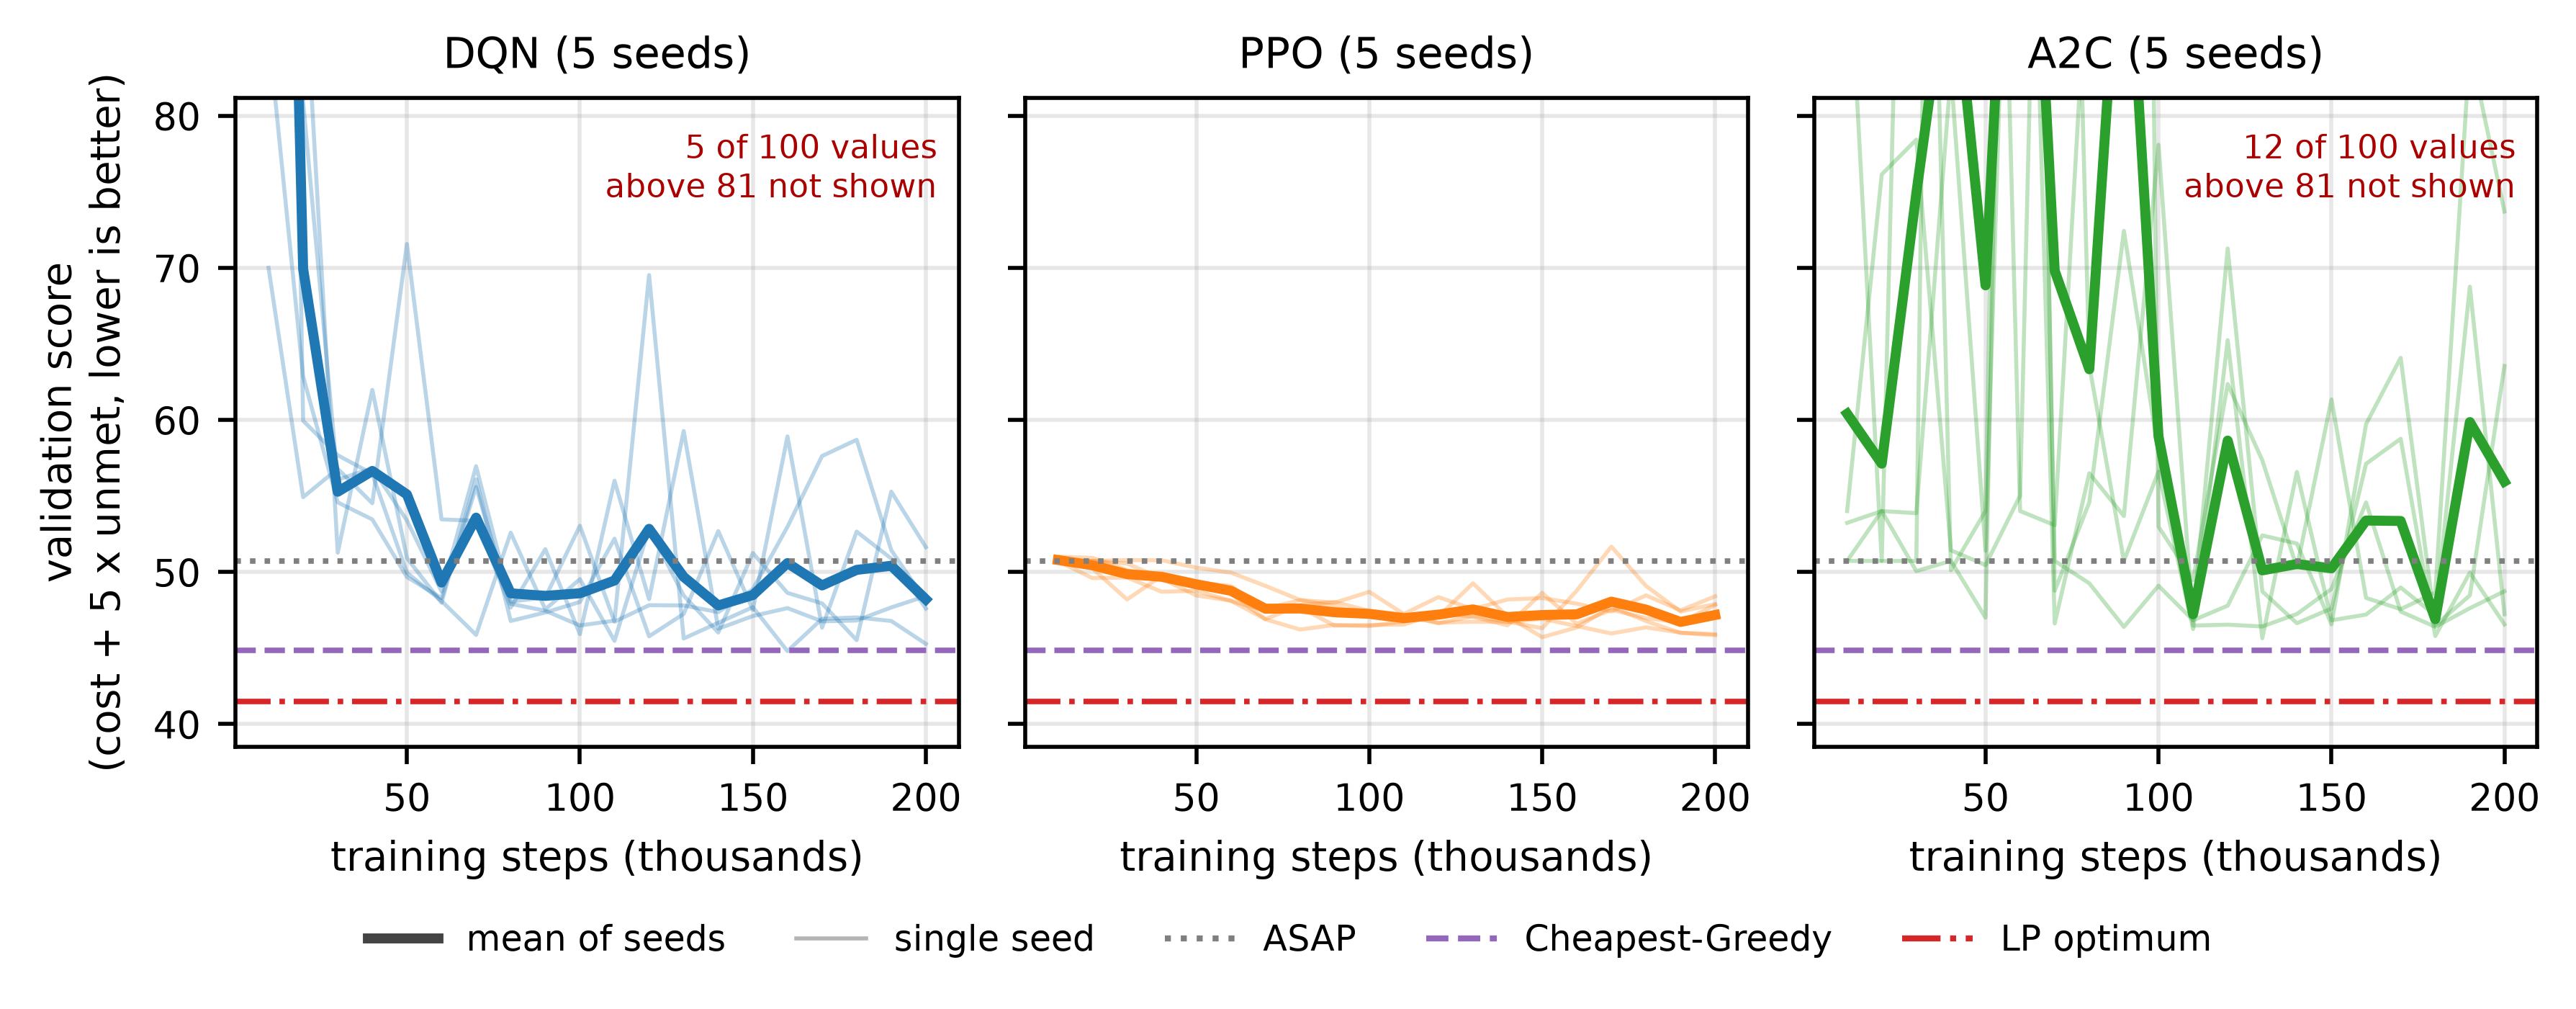 DQN (5 seeds)
PPO (5 seeds)
A2C (5 seeds)
validation score
(cost + 5 x unmet, lower is better)
80
70
60
50
40
5 of 100 values
above 81 not shown
12 of 100 values
above 81 not shown
50 100 150 200
50 100 150 200
50 100 150 200
training steps (thousands)
training steps (thousands)
training steps (thousands)
mean of seeds
single seed
ASAP
Cheapest-Greedy
LP optimum